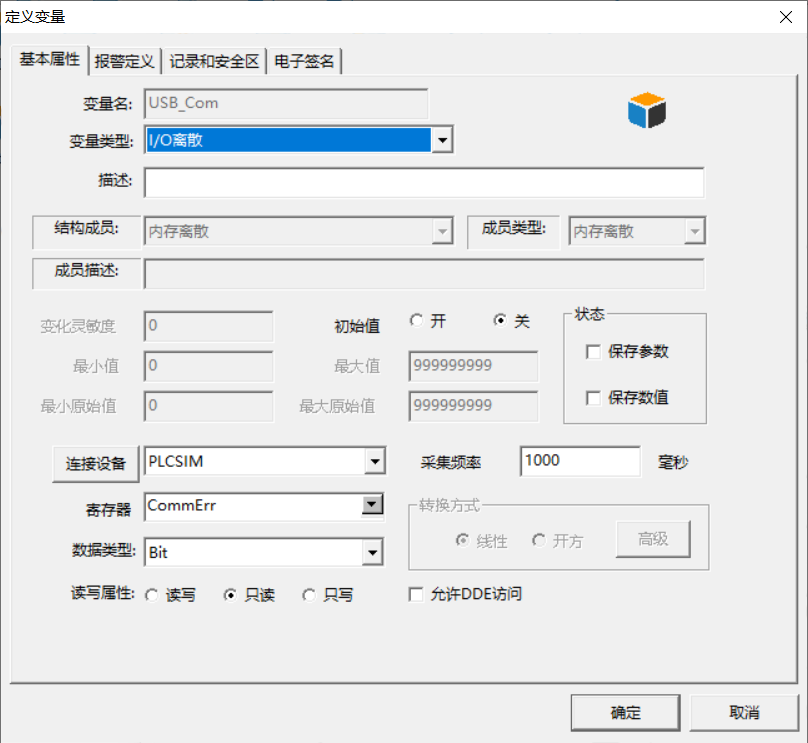 定义变量
基本属性 报警定义 记录和安全区 电子签名
变量名: USB_Com
变量类型: I/O离散
描述:
结构成员: 内存离散 成员类型: 内存离散
成员描述:
变化灵敏度 0 初始值 开 关 状态
最小值 0 最大值 999999999 保存参数
最小原始值 0 最大原始值 999999999 保存数值
连接设备 PLCSIM 采集频率 1000 毫秒
寄存器 CommErr 转换方式
数据类型: Bit 线性 开方 高级
读写属性: 读写 只读 只写 允许DDE访问
确定 取消